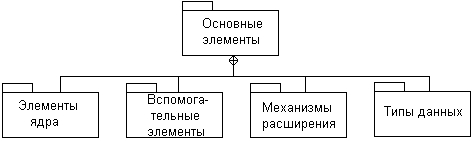 Основные
элементы
Элементы
ядра
Вспомога-
тельные
элементы
Механизмы
расширения
Типы данных